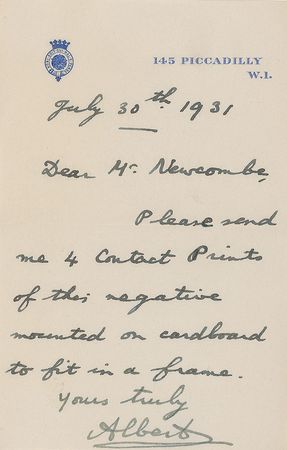 145 PICCADILLY
W.1.
July 30th 1931
Dear Mr. Newcombe,
Please send
me 4 Contact Prints
of this negative
mounted on cardboard
to fit in a frame.
Yours truly
Albert